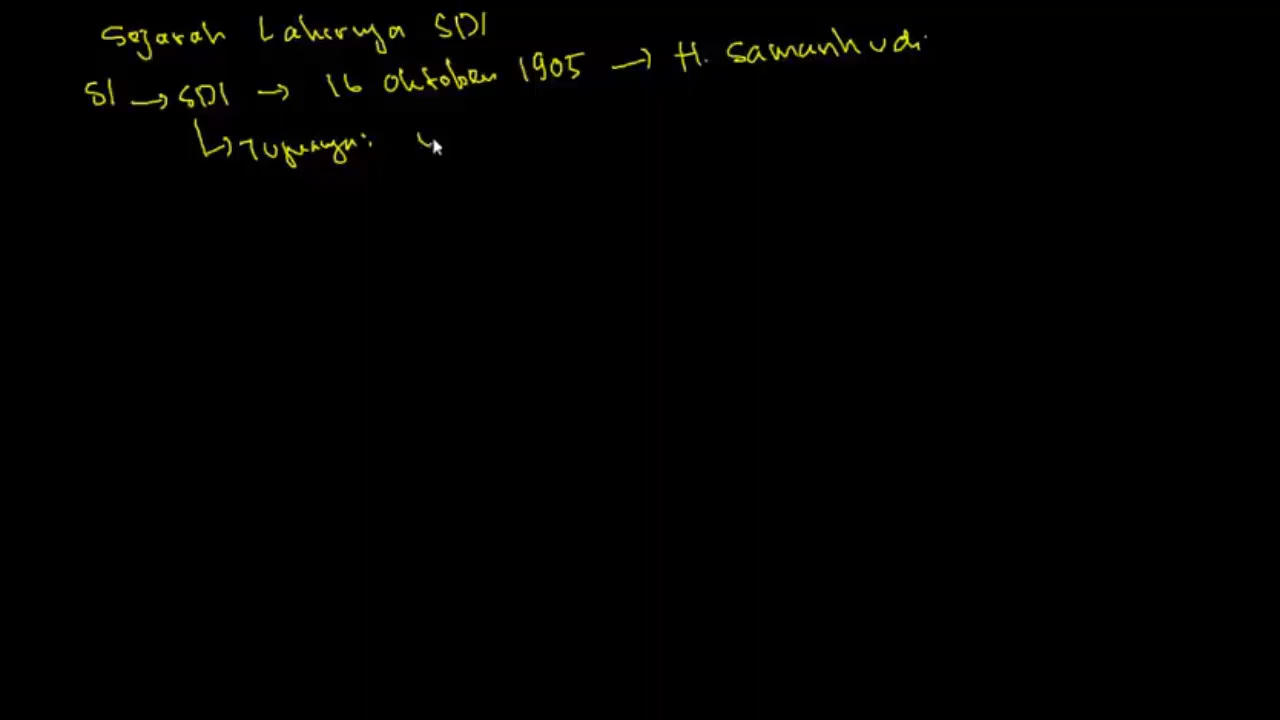 Sejarah Lahirnya SDI
SI → SDI → 16 Oktober 1905 → H. Samanhudi
↳ Tujuannya: